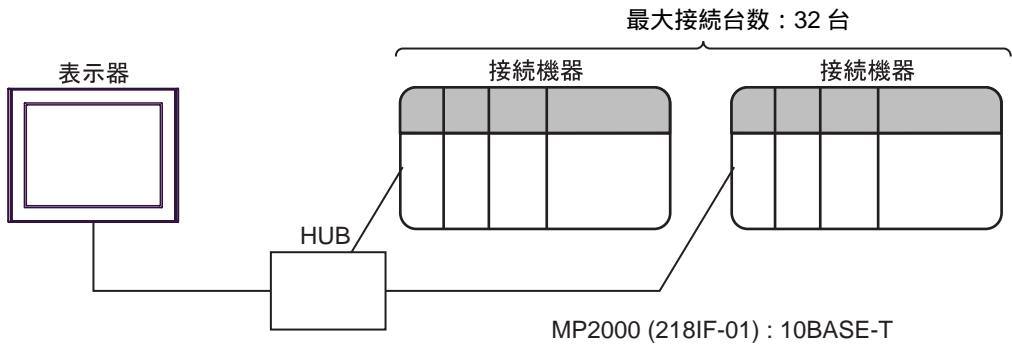 最大接続台数：32 台
表示器
接続機器
接続機器
HUB
MP2000 (218IF-01) : 10BASE-T